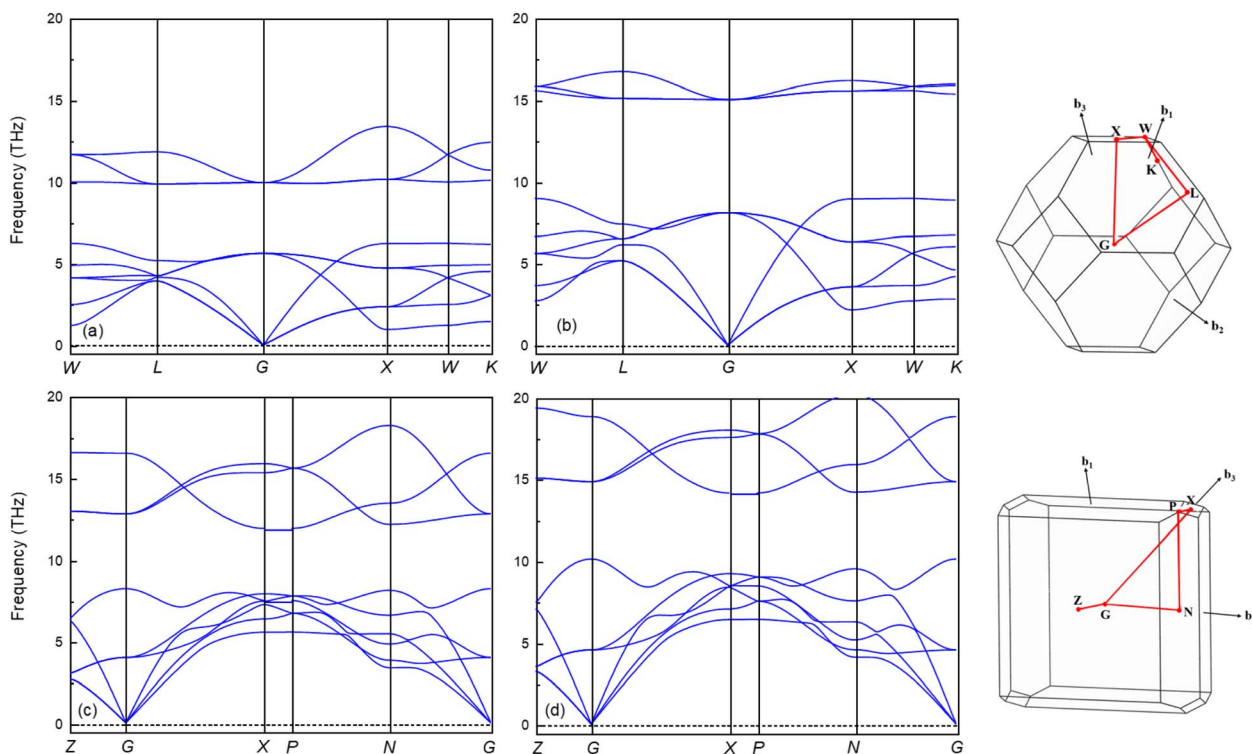 20
15
10
5
0
Frequency (THz)
(a)
W L G X W K
20
15
10
5
0
(b)
W L G X W K
b3
X
W
b1
K
L
G
b2
20
15
10
5
0
Frequency (THz)
(c)
Z G X P N G
20
15
10
5
0
(d)
Z G X P N G
b1
b3
P
X
Z
G
N
b